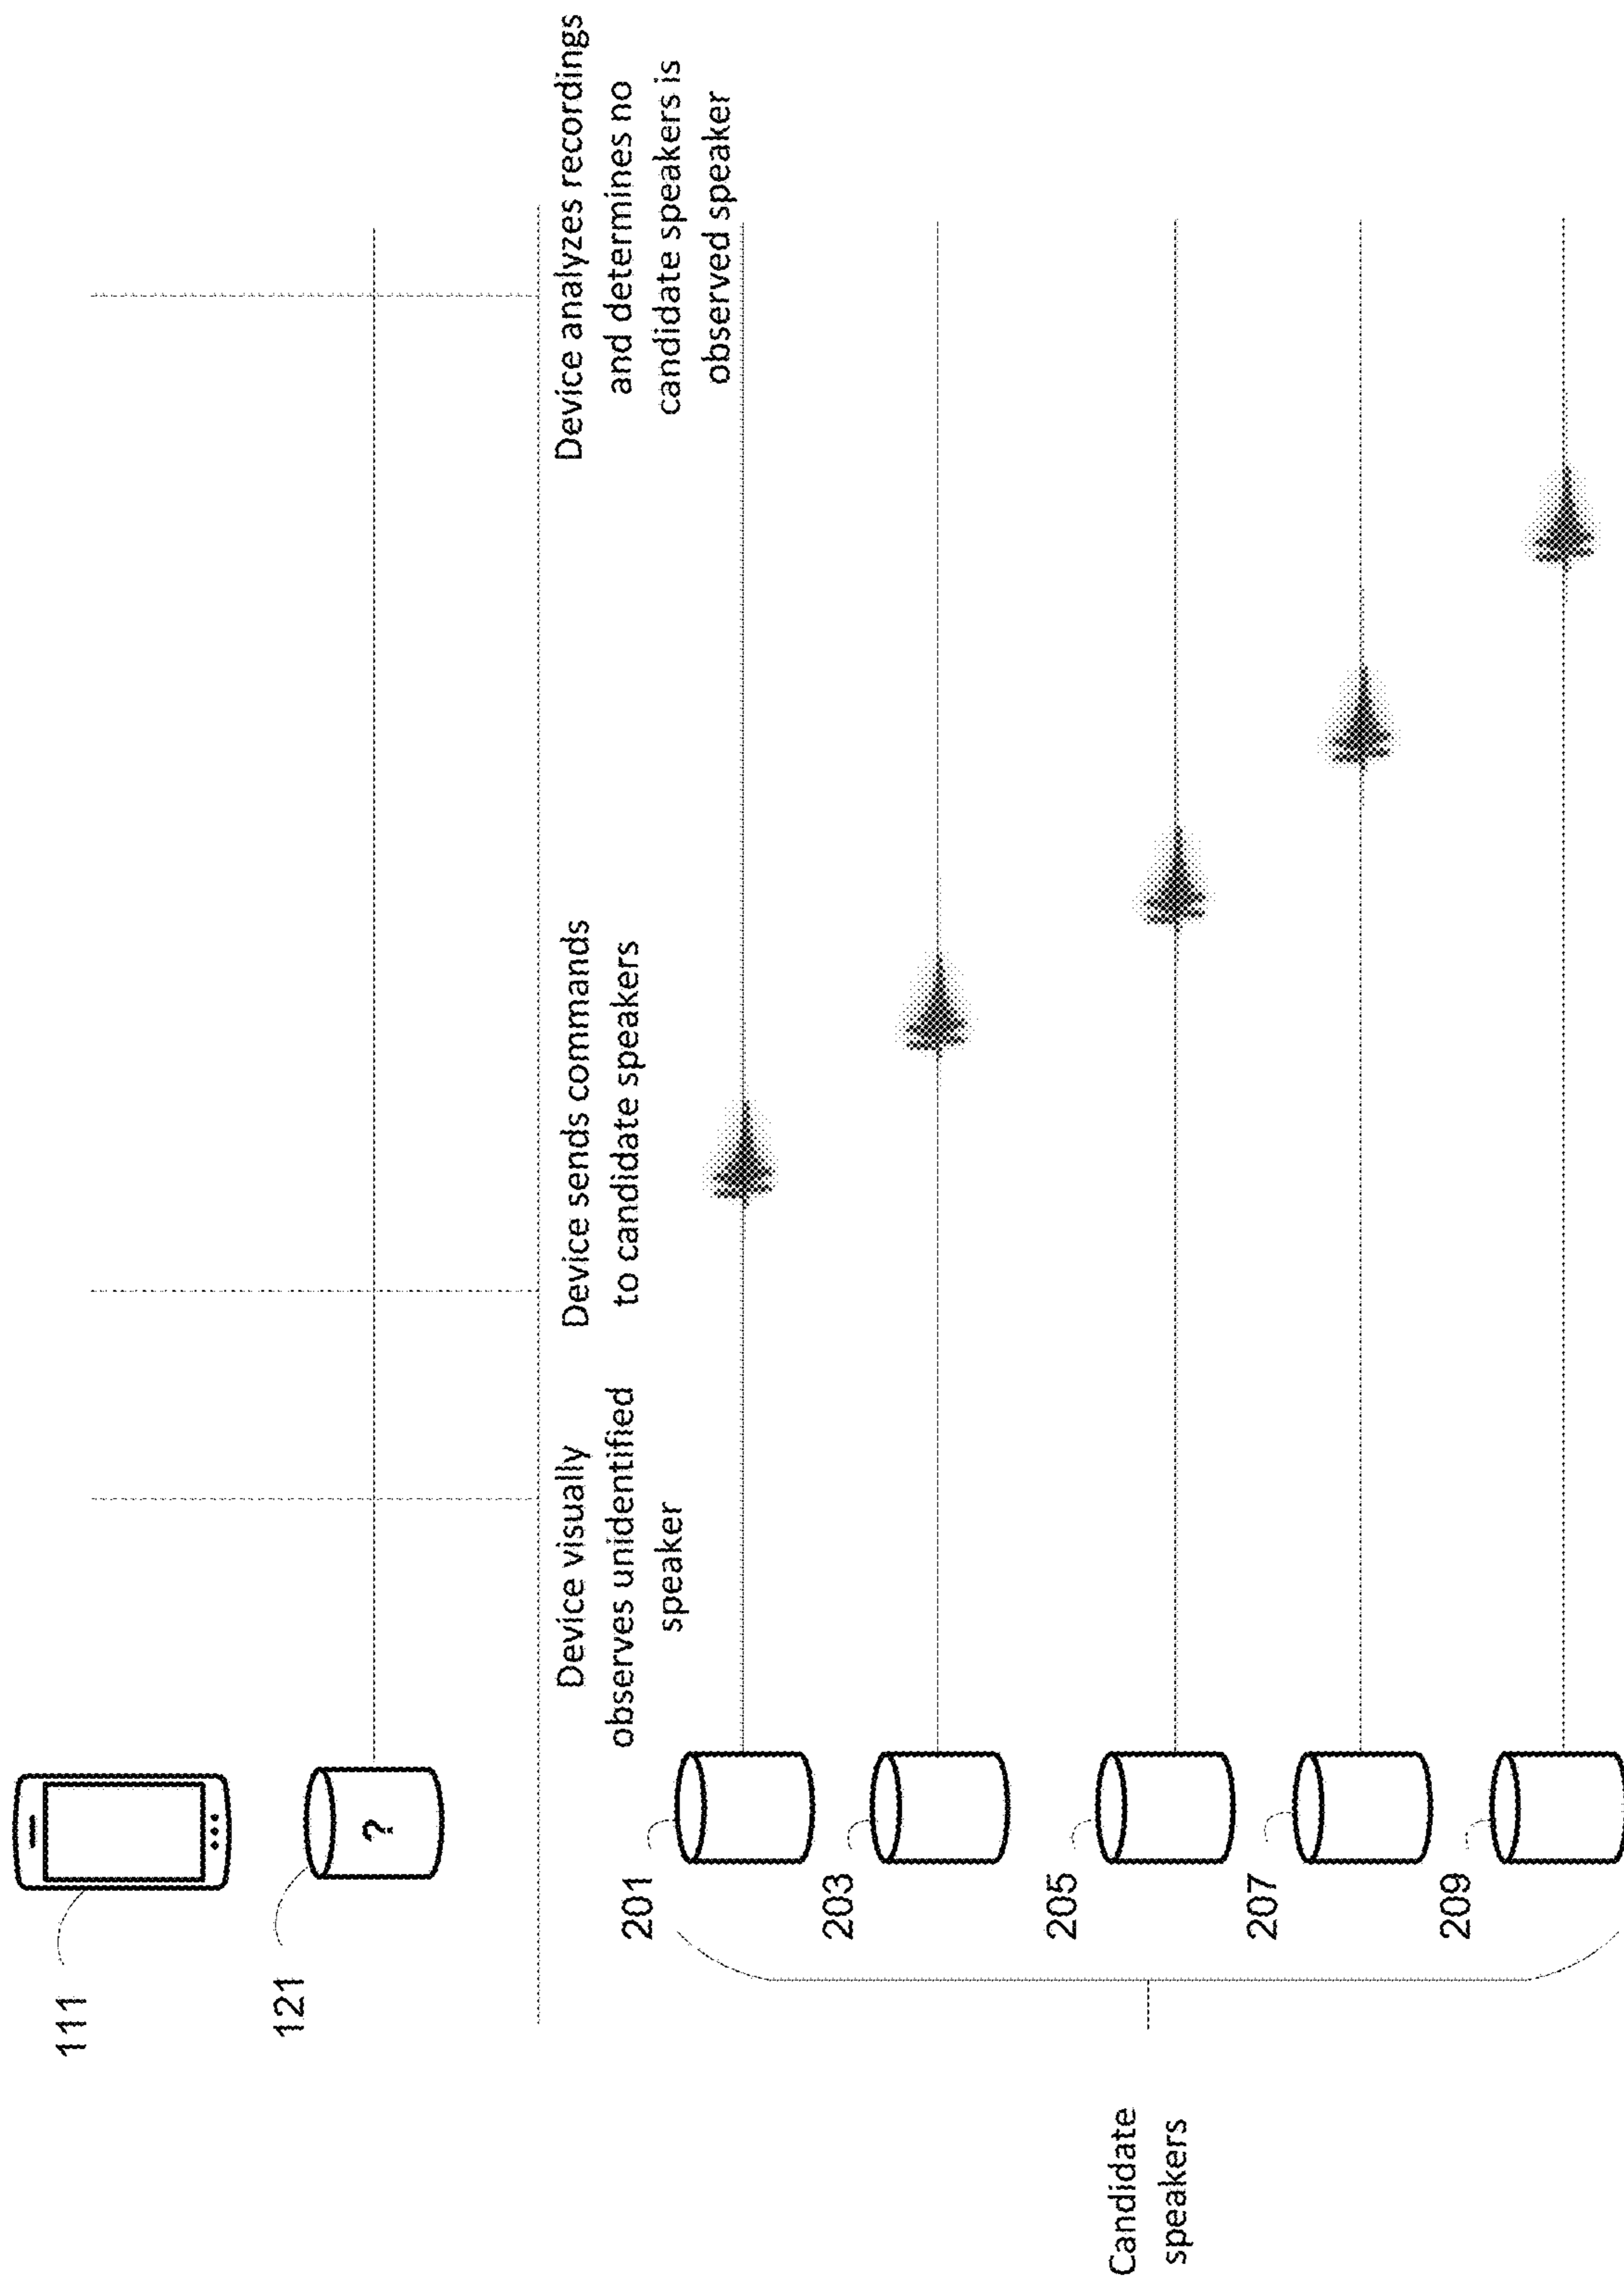 111
121
?
Device visually
observes unidentified
speaker
Device sends commands
to candidate speakers
Device analyzes recordings
and determines no
candidate speakers is
observed speaker
201
203
205
207
209
Candidate
speakers